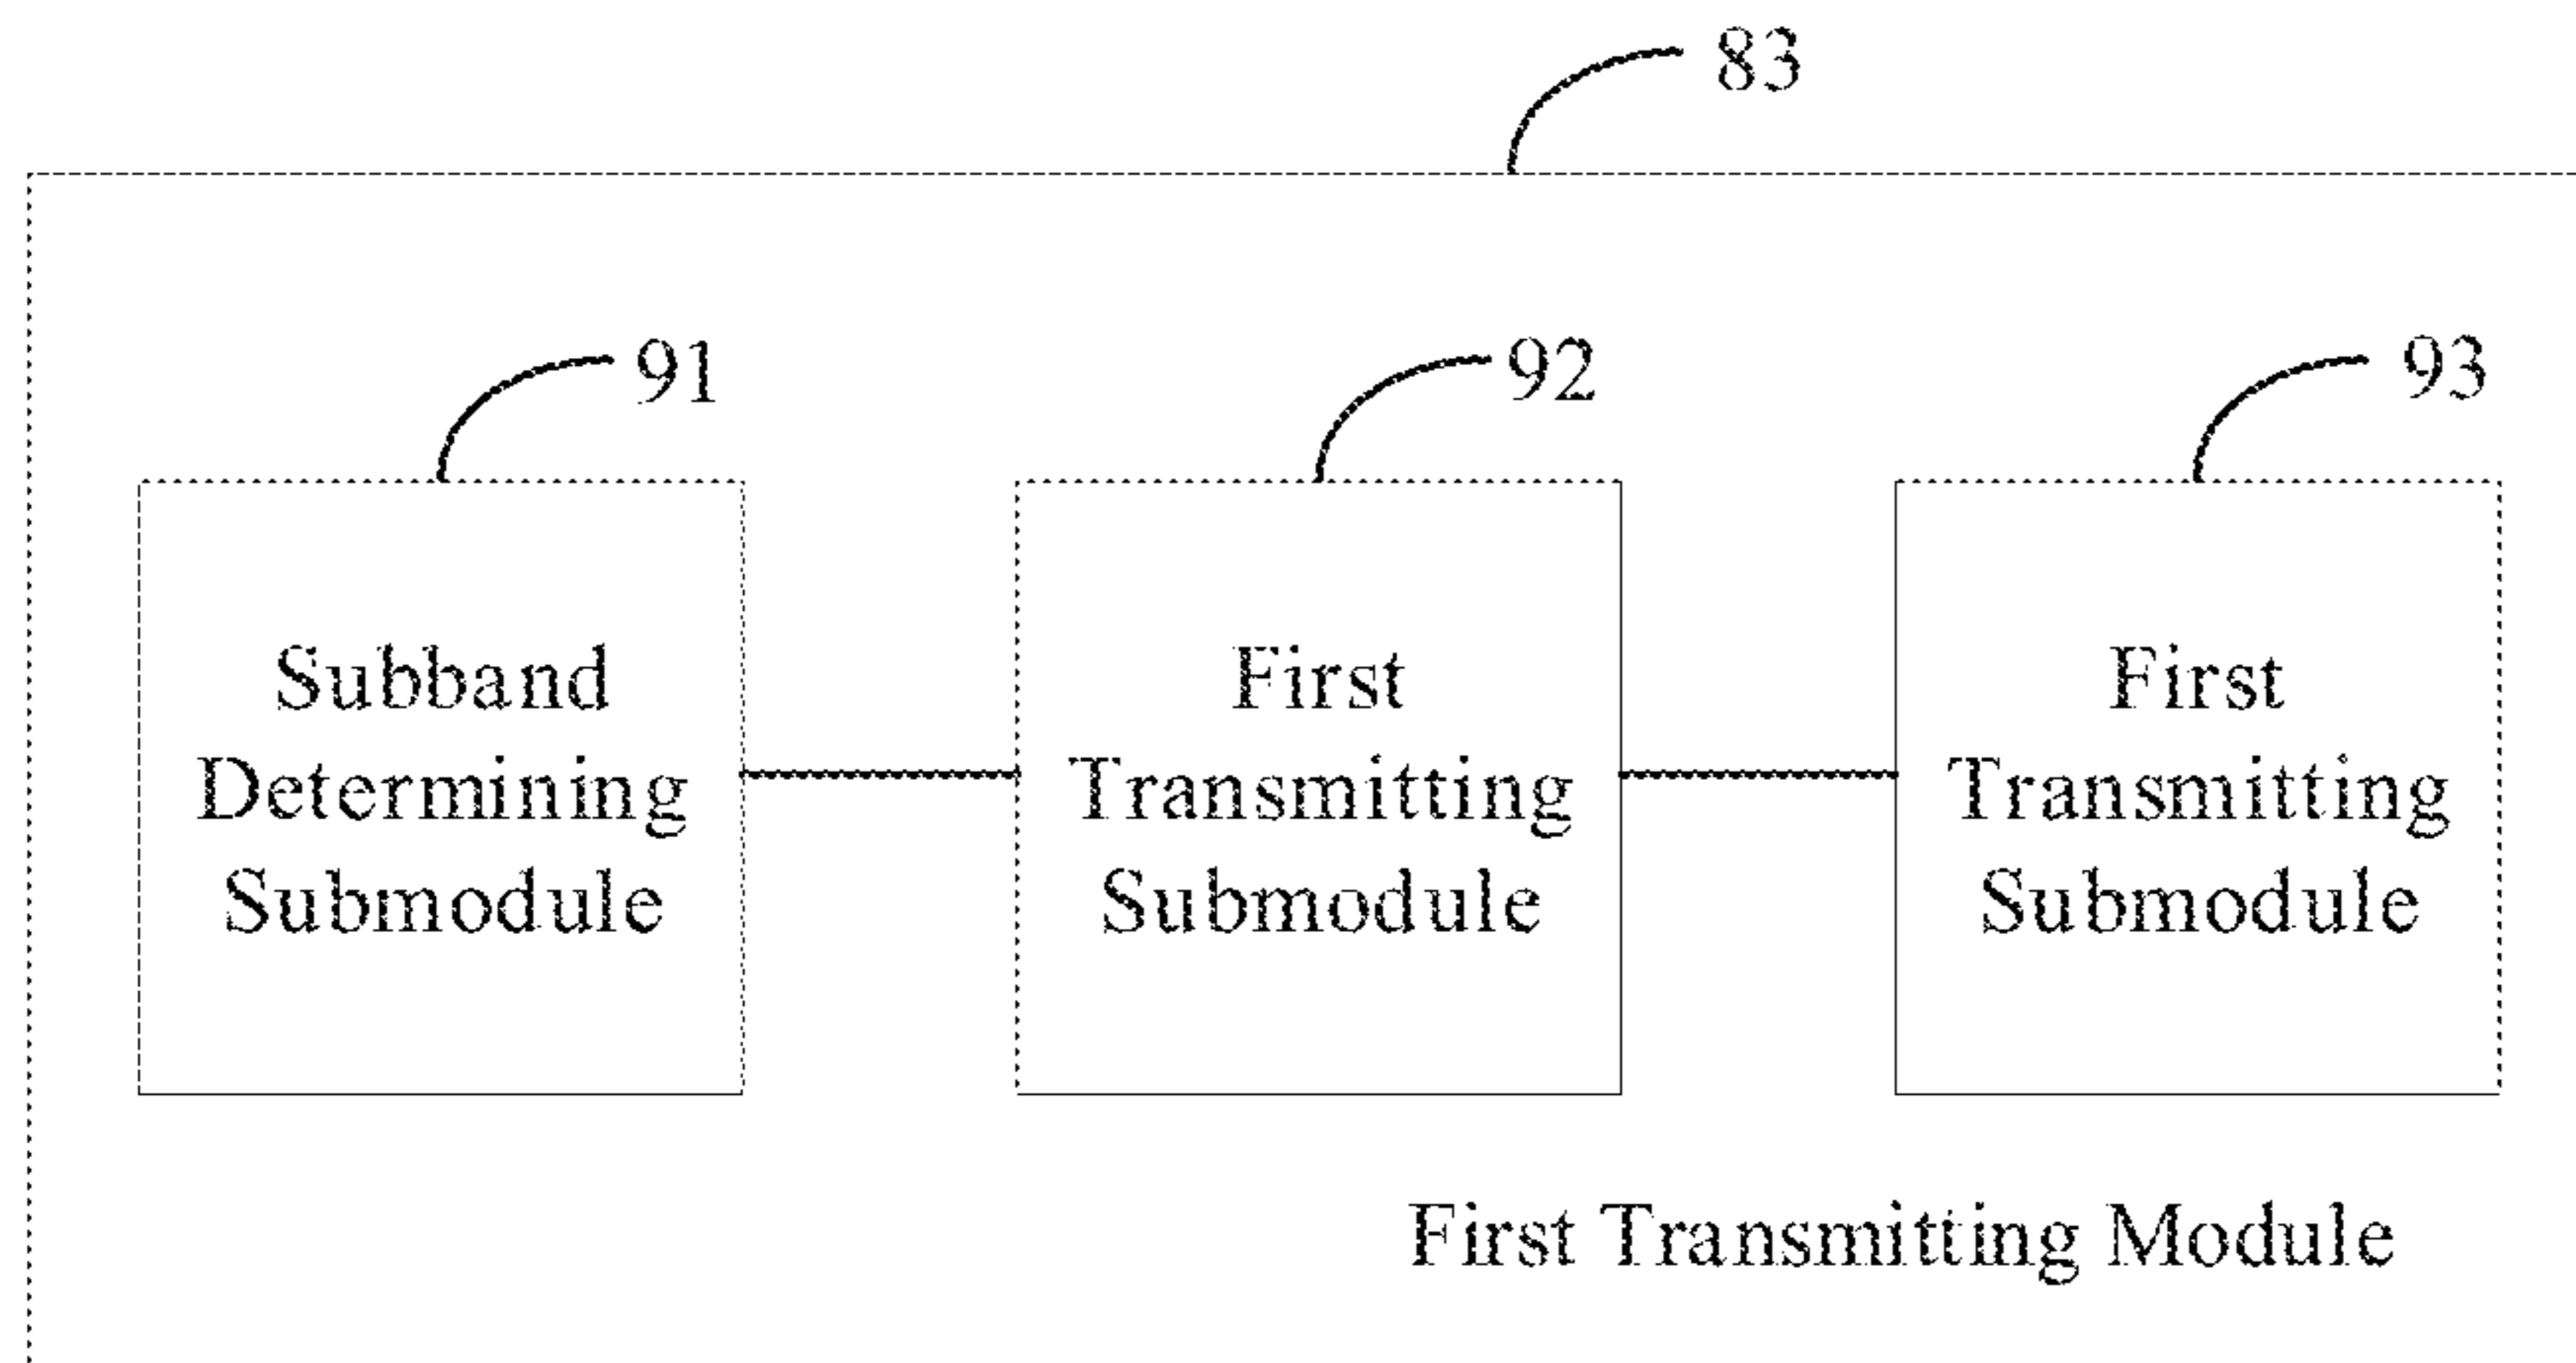 83
91
92
93
Subband
Determining
Submodule
First
Transmitting
Submodule
First
Transmitting
Submodule
First Transmitting Module